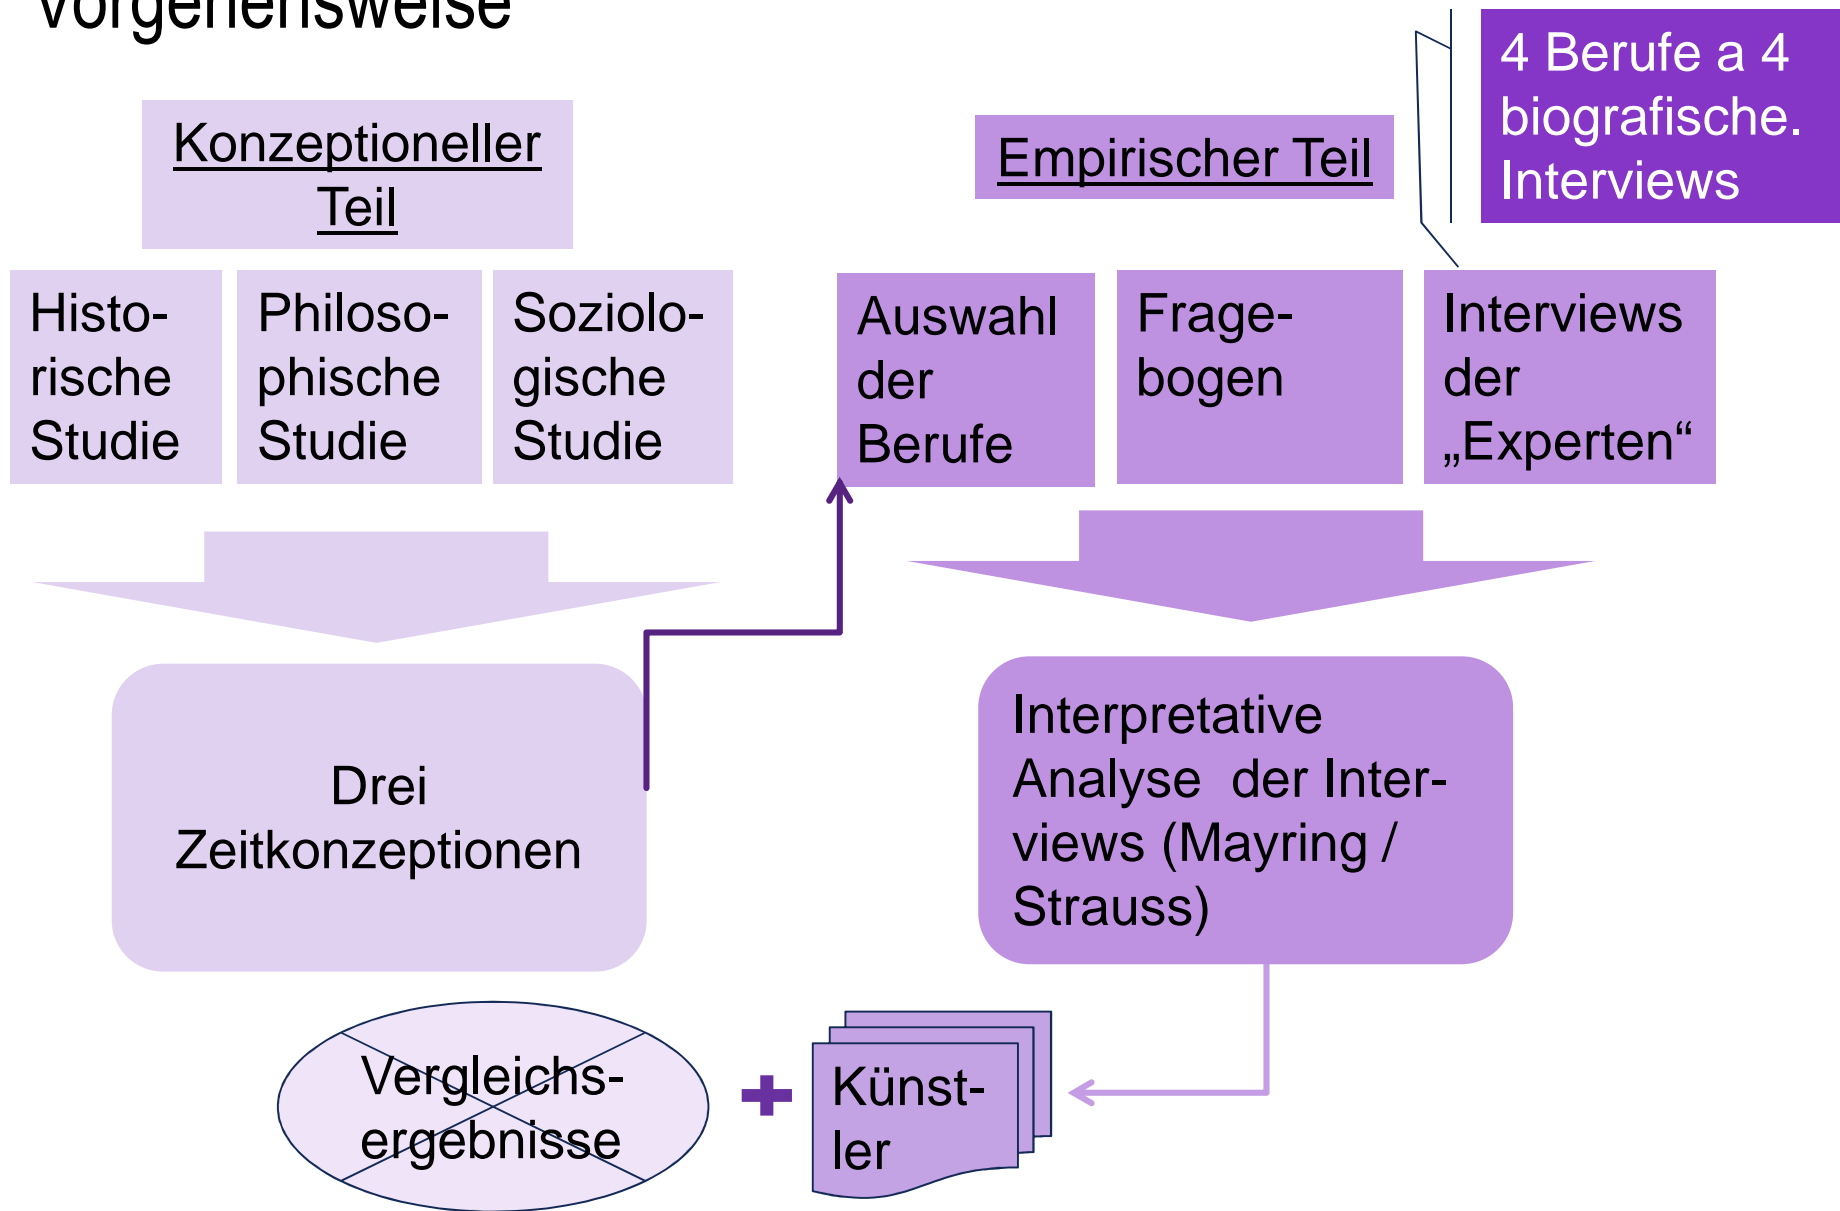 Vorgehensweise
4 Berufe a 4
biografische.
Interviews
Konzeptioneller
Teil
Empirischer Teil
Histo-
rische
Studie
Philoso-
phische
Studie
Soziolo-
gische
Studie
Auswahl
der
Berufe
Frage-
bogen
Interviews
der
„Experten“
Drei
Zeitkonzeptionen
Interpretative
Analyse  der Inter-
views (Mayring /
Strauss)
Vergleichs-
ergebnisse
Künst-
ler